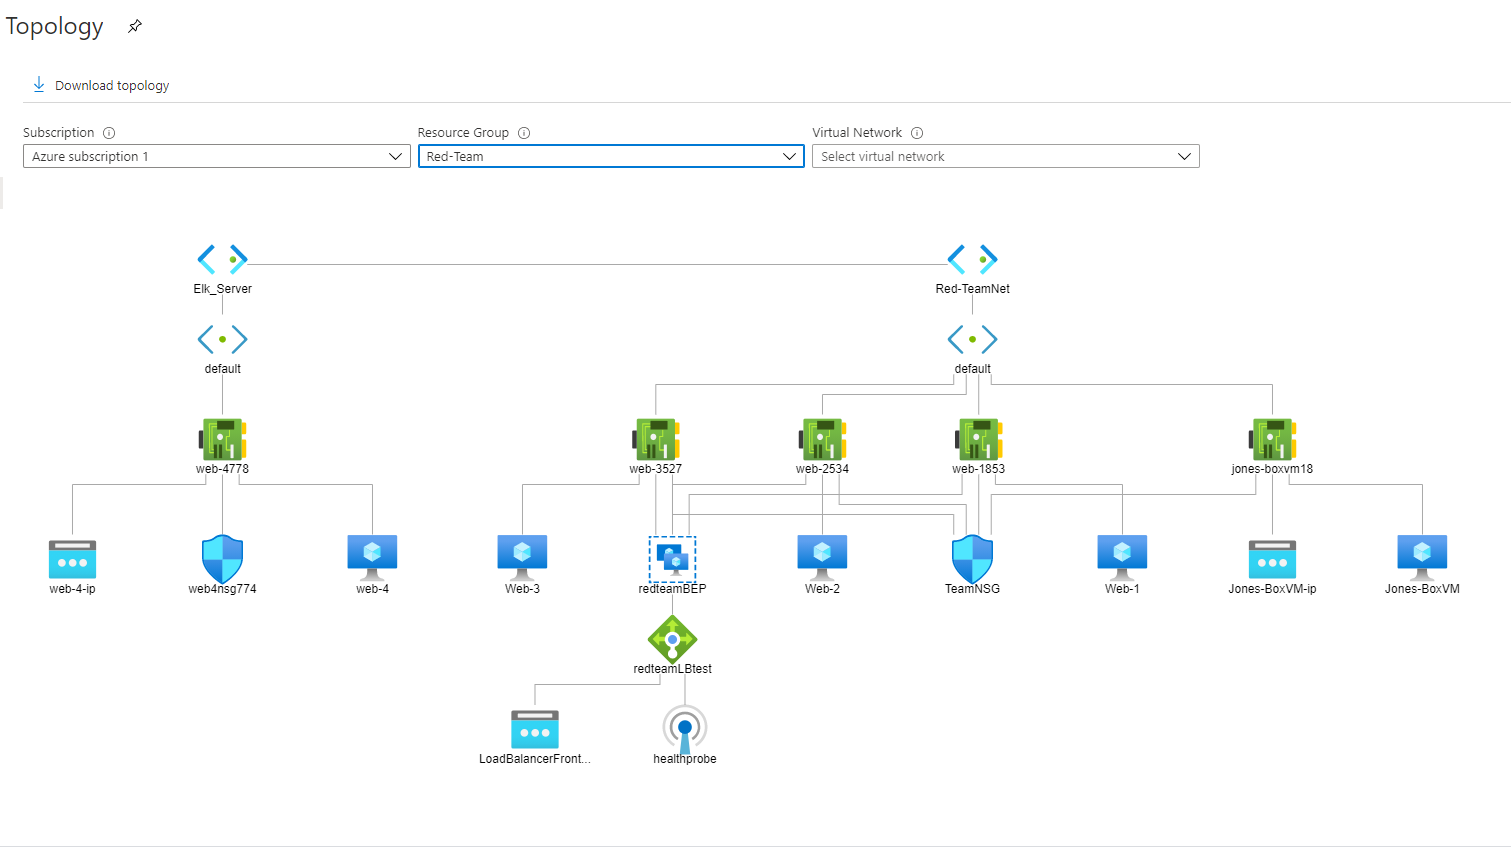 Topology
Download topology
Subscription
Resource Group
Virtual Network
Azure subscription 1
Red-Team
Select virtual network
Elk_Server
Red-TeamNet
default
default
web-4778
web-3527
web-2534
web-1853
jones-boxvm18
web-4-ip
web4nsg774
web-4
Web-3
redteamBEP
Web-2
TeamNSG
Web-1
Jones-BoxVM-ip
Jones-BoxVM
redteamLBtest
LoadBalancerFront...
healthprobe